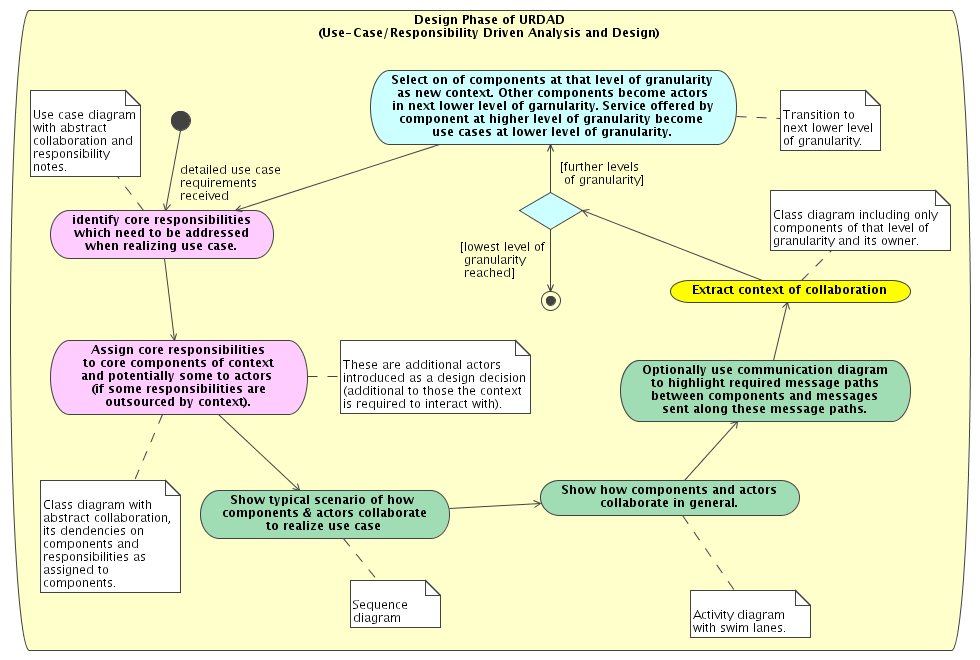 Design Phase of URDAD
(Use-Case/Responsibility Driven Analysis and Design)
Select on of components at that level of granularity
as new context. Other components become actors
in next lower level of garnularity. Service offered by
component at higher level of granularity become
use cases at lower level of granularity.
Use case diagram
with abstract
collaboration and
responsibility
notes.
Transition to
next lower level
of granularity.
detailed use case
requirements
received
[further levels
of granularity]
identify core responsibilities
which need to be addressed
when realizing use case.
Class diagram including only
components of that level of
granularity and its owner.
[lowest level of
granularity
reached]
Extract context of collaboration
Assign core responsibilities
to core components of context
and potentially some to actors
(if some responsibilities are
outsourced by context).
These are additional actors
introduced as a design decision
(additional to those the context
is required to interact with).
Optionally use communication diagram
to highlight required message paths
between components and messages
sent along these message paths.
Class diagram with
abstract collaboration,
its dendencies on
components and
responsibilities as
assigned to
components.
Show typical scenario of how
components & actors collaborate
to realize use case
Show how components and actors
collaborate in general.
Sequence
diagram
Activity diagram
with swim lanes.